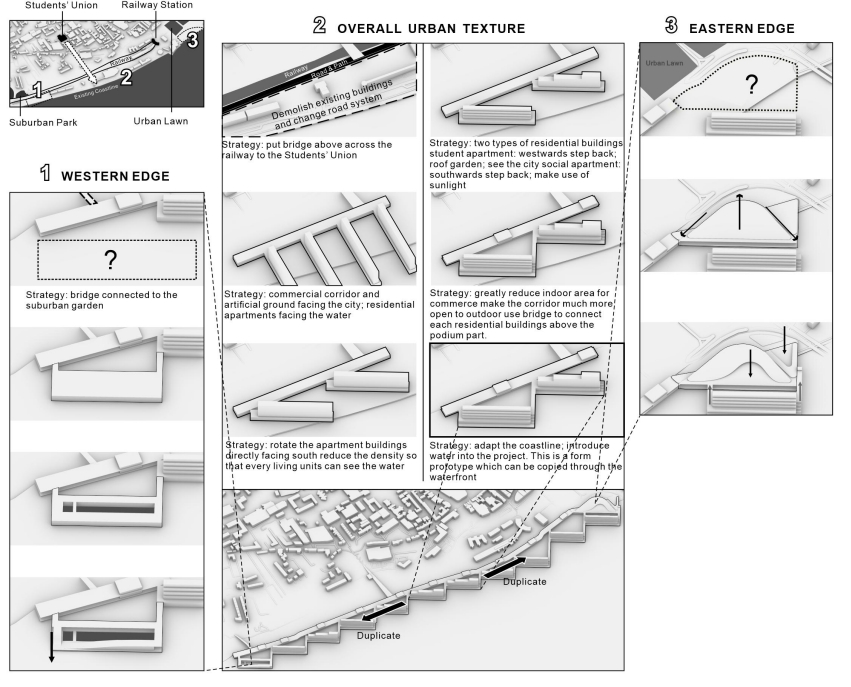 Students' Union
Railway Station
3
1
2
Railway
Existing Coastline
Suburban Park
Urban Lawn
1 WESTERN EDGE
?
Strategy: bridge connected to the
suburban garden
2 OVERALL URBAN TEXTURE
Railway
Road & Path
Demolish existing buildings
and change road system
Strategy: put bridge above across the
railway to the Students' Union
Strategy: commercial corridor and
artificial ground facing the city; residential
apartments facing the water
Strategy: rotate the apartment buildings
directly facing south reduce the density so
that every living units can see the water
Strategy: two types of residential buildings
student apartment: westwards step back;
roof garden; see the city social apartment:
southwards step back; make use of
sunlight
Strategy: greatly reduce indoor area for
commerce make the corridor much more
open to outdoor use bridge to connect
each residential buildings above the
podium part.
Strategy: adapt the coastline; introduce
water into the project. This is a form
prototype which can be copied through the
waterfront
Duplicate
Duplicate
3 EASTERN EDGE
Urban Lawn
?